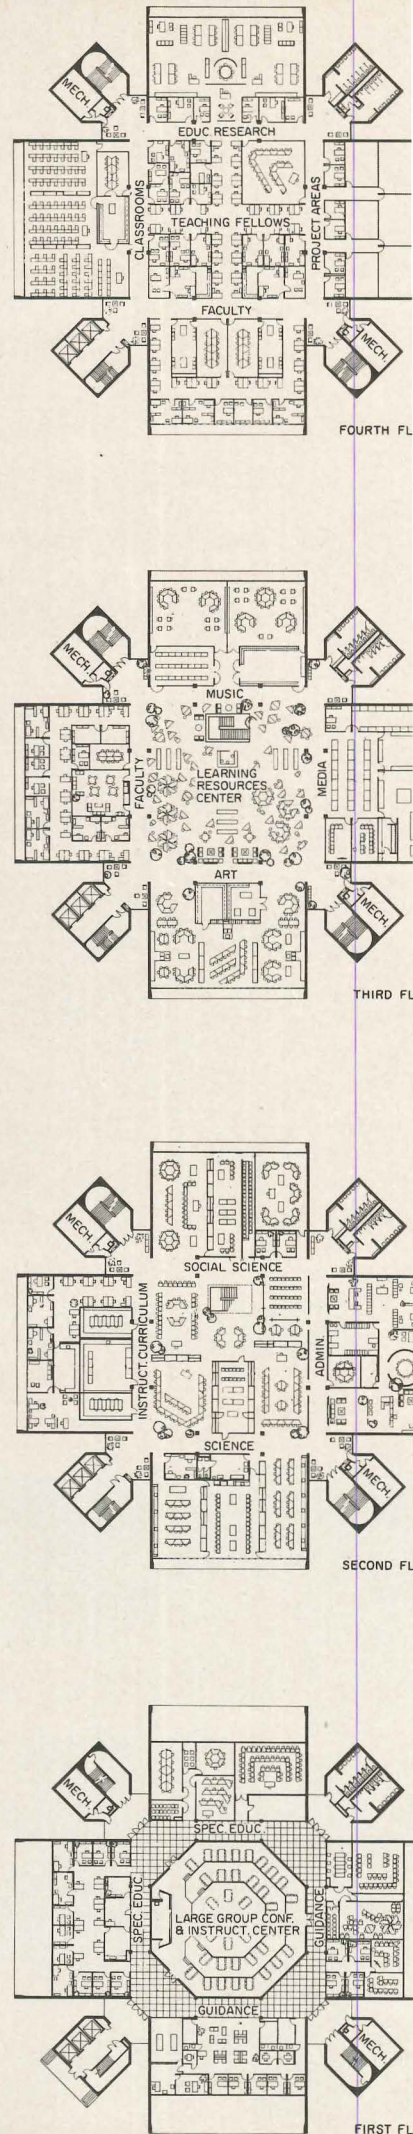 MECH.
EDUC. RESEARCH
CLASSROOMS
TEACHING FELLOWS
PROJECT AREAS
FACULTY
MECH.
FOURTH FL
MECH.
MUSIC
FACULTY
LEARNING
RESOURCES
CENTER
MEDIA
ART
MECH.
THIRD FL
MECH.
SOCIAL SCIENCE
INSTRUCT. CURRICULUM
ADMIN.
SCIENCE
MECH.
SECOND FL
MECH.
SPEC. EDUC.
SPEC. EDUC.
LARGE GROUP CONF.
& INSTRUCT. CENTER
GUIDANCE
GUIDANCE
MECH.
FIRST FL